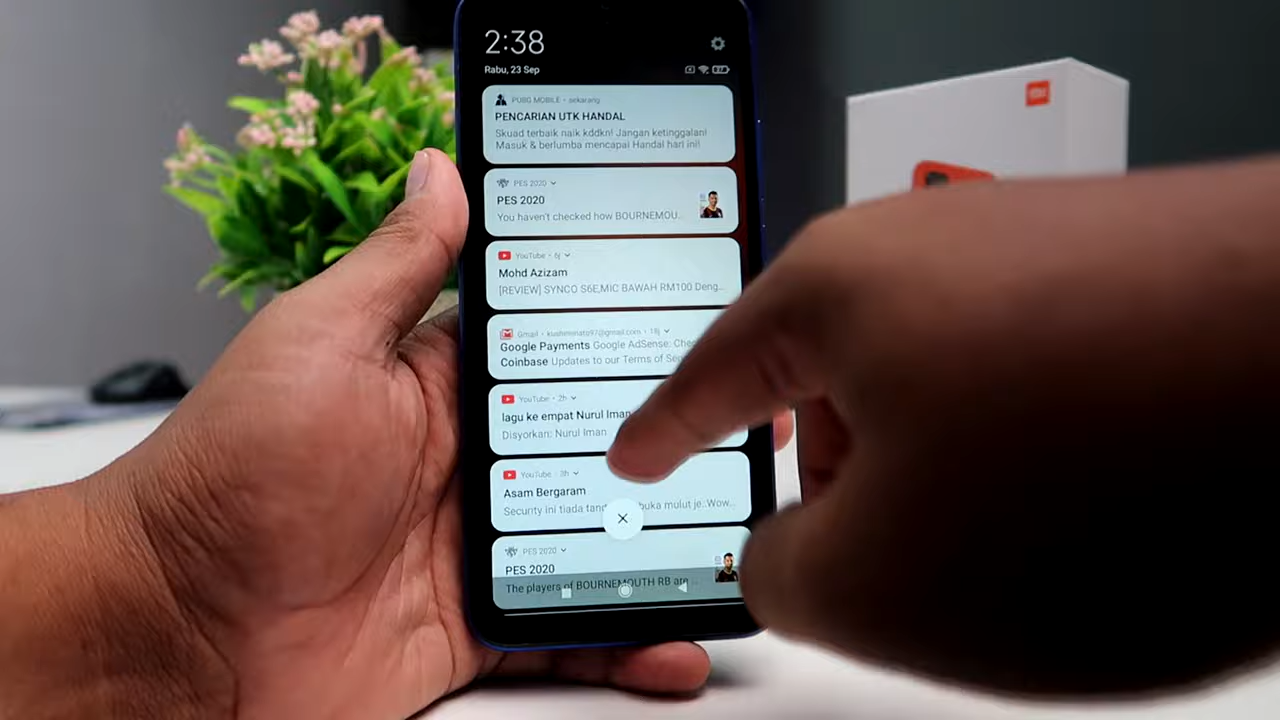 2:38
Rabu, 23 Sep
PUBG MOBILE • sekarang
PENCARIAN UTK HANDAL
Skuad terbaik naik kddkn! Jangan ketinggalan!
Masuk & berlumba mencapai Handal hari ini!
PES 2020
PES 2020
You haven't checked how BOURNEMOU...
YouTube • 6j
Mohd Azizam
[REVIEW] SYNCO S6E,MIC BAWAH RM100 Deng...
Gmail • • 18j
Google Payments Google AdSense: Chec
Coinbase Updates to our Terms of
YouTube • 2h
lagu ke empat Nurul Iman
Disyorkan: Nurul Iman
YouTube • 3h
Asam Bergaram
Security ini tiada buka mulut je..Wow...
PES 2020
PES 2020
The players of BOURNEMOUTH RB are ...